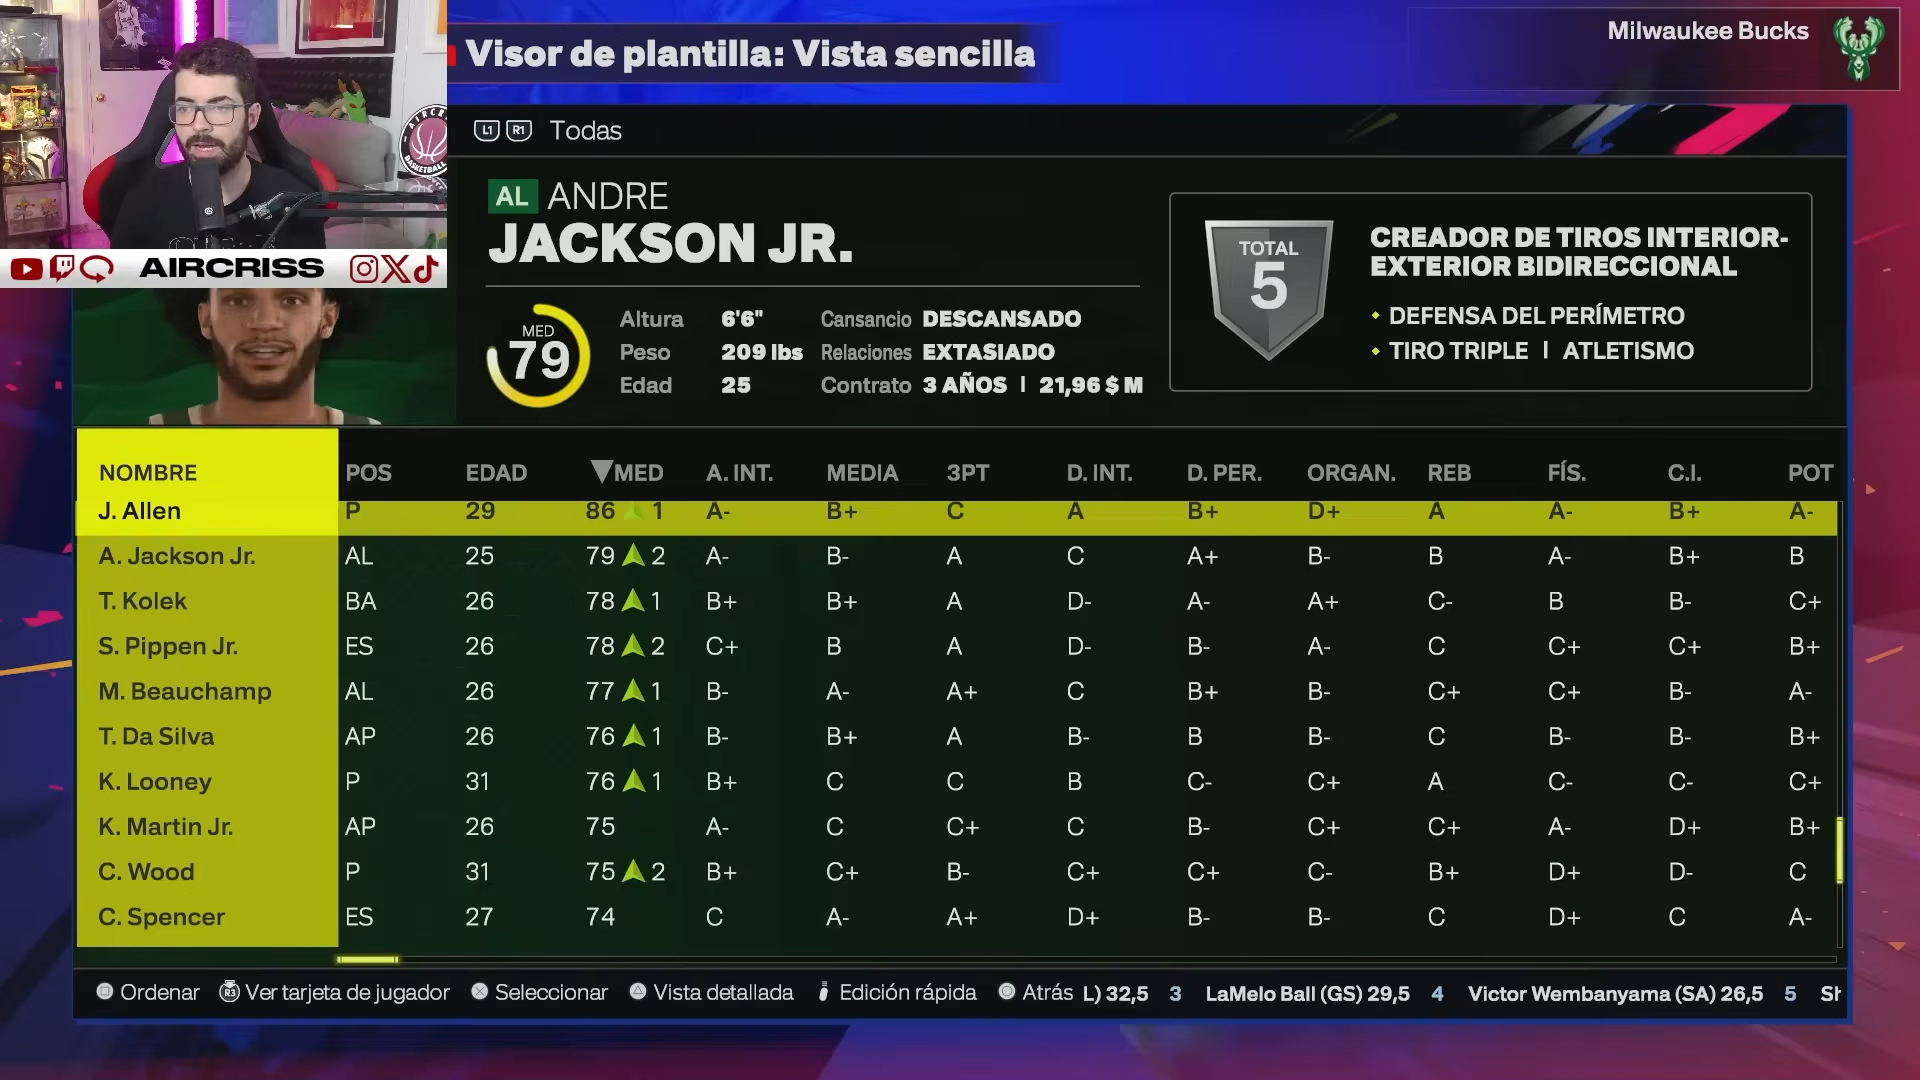 Visor de plantilla: Vista sencilla
Milwaukee Bucks
L1 R1 Todas
AL ANDRE
JACKSON JR.
MED
79
Altura 6'6"
Peso 209 lbs
Edad 25
Cansancio DESCANSADO
Relaciones EXTASIADO
Contrato 3 AÑOS | 21,96 $ M
TOTAL
5
CREADOR DE TIROS INTERIOR-
EXTERIOR BIDIRECCIONAL
DEFENSA DEL PERÍMETRO
TIRO TRIPLE | ATLETISMO
AIRCRISS
NOMBRE POS EDAD MED A. INT. MEDIA 3PT D. INT. D. PER. ORGAN. REB FÍS. C.I. POT
J. Allen P 29 86 1 A- B+ C A B+ D+ A A- B+ A-
A. Jackson Jr. AL 25 79 2 A- B- A C A+ B- B A- B+ B
T. Kolek BA 26 78 1 B+ B+ A D- A- A+ C- B B- C+
S. Pippen Jr. ES 26 78 2 C+ B A D- B- A- C C+ C+ B+
M. Beauchamp AL 26 77 1 B- A- A+ C B+ B- C+ C+ B- A-
T. Da Silva AP 26 76 1 B- B+ A B- B B- C B- B- B+
K. Looney P 31 76 1 B+ C C B C- C+ A C- C- C+
K. Martin Jr. AP 26 75 A- C C+ C B- C+ C+ A- D+ B+
C. Wood P 31 75 2 B+ C+ B- C+ C+ C- B+ D+ D- C
C. Spencer ES 27 74 C A- A+ D+ B- B- C D+ C A-
Ordenar R3 Ver tarjeta de jugador Seleccionar Vista detallada Edición rápida Atrás L) 32,5 3 LaMelo Ball (GS) 29,5 4 Victor Wembanyama (SA) 26,5 5